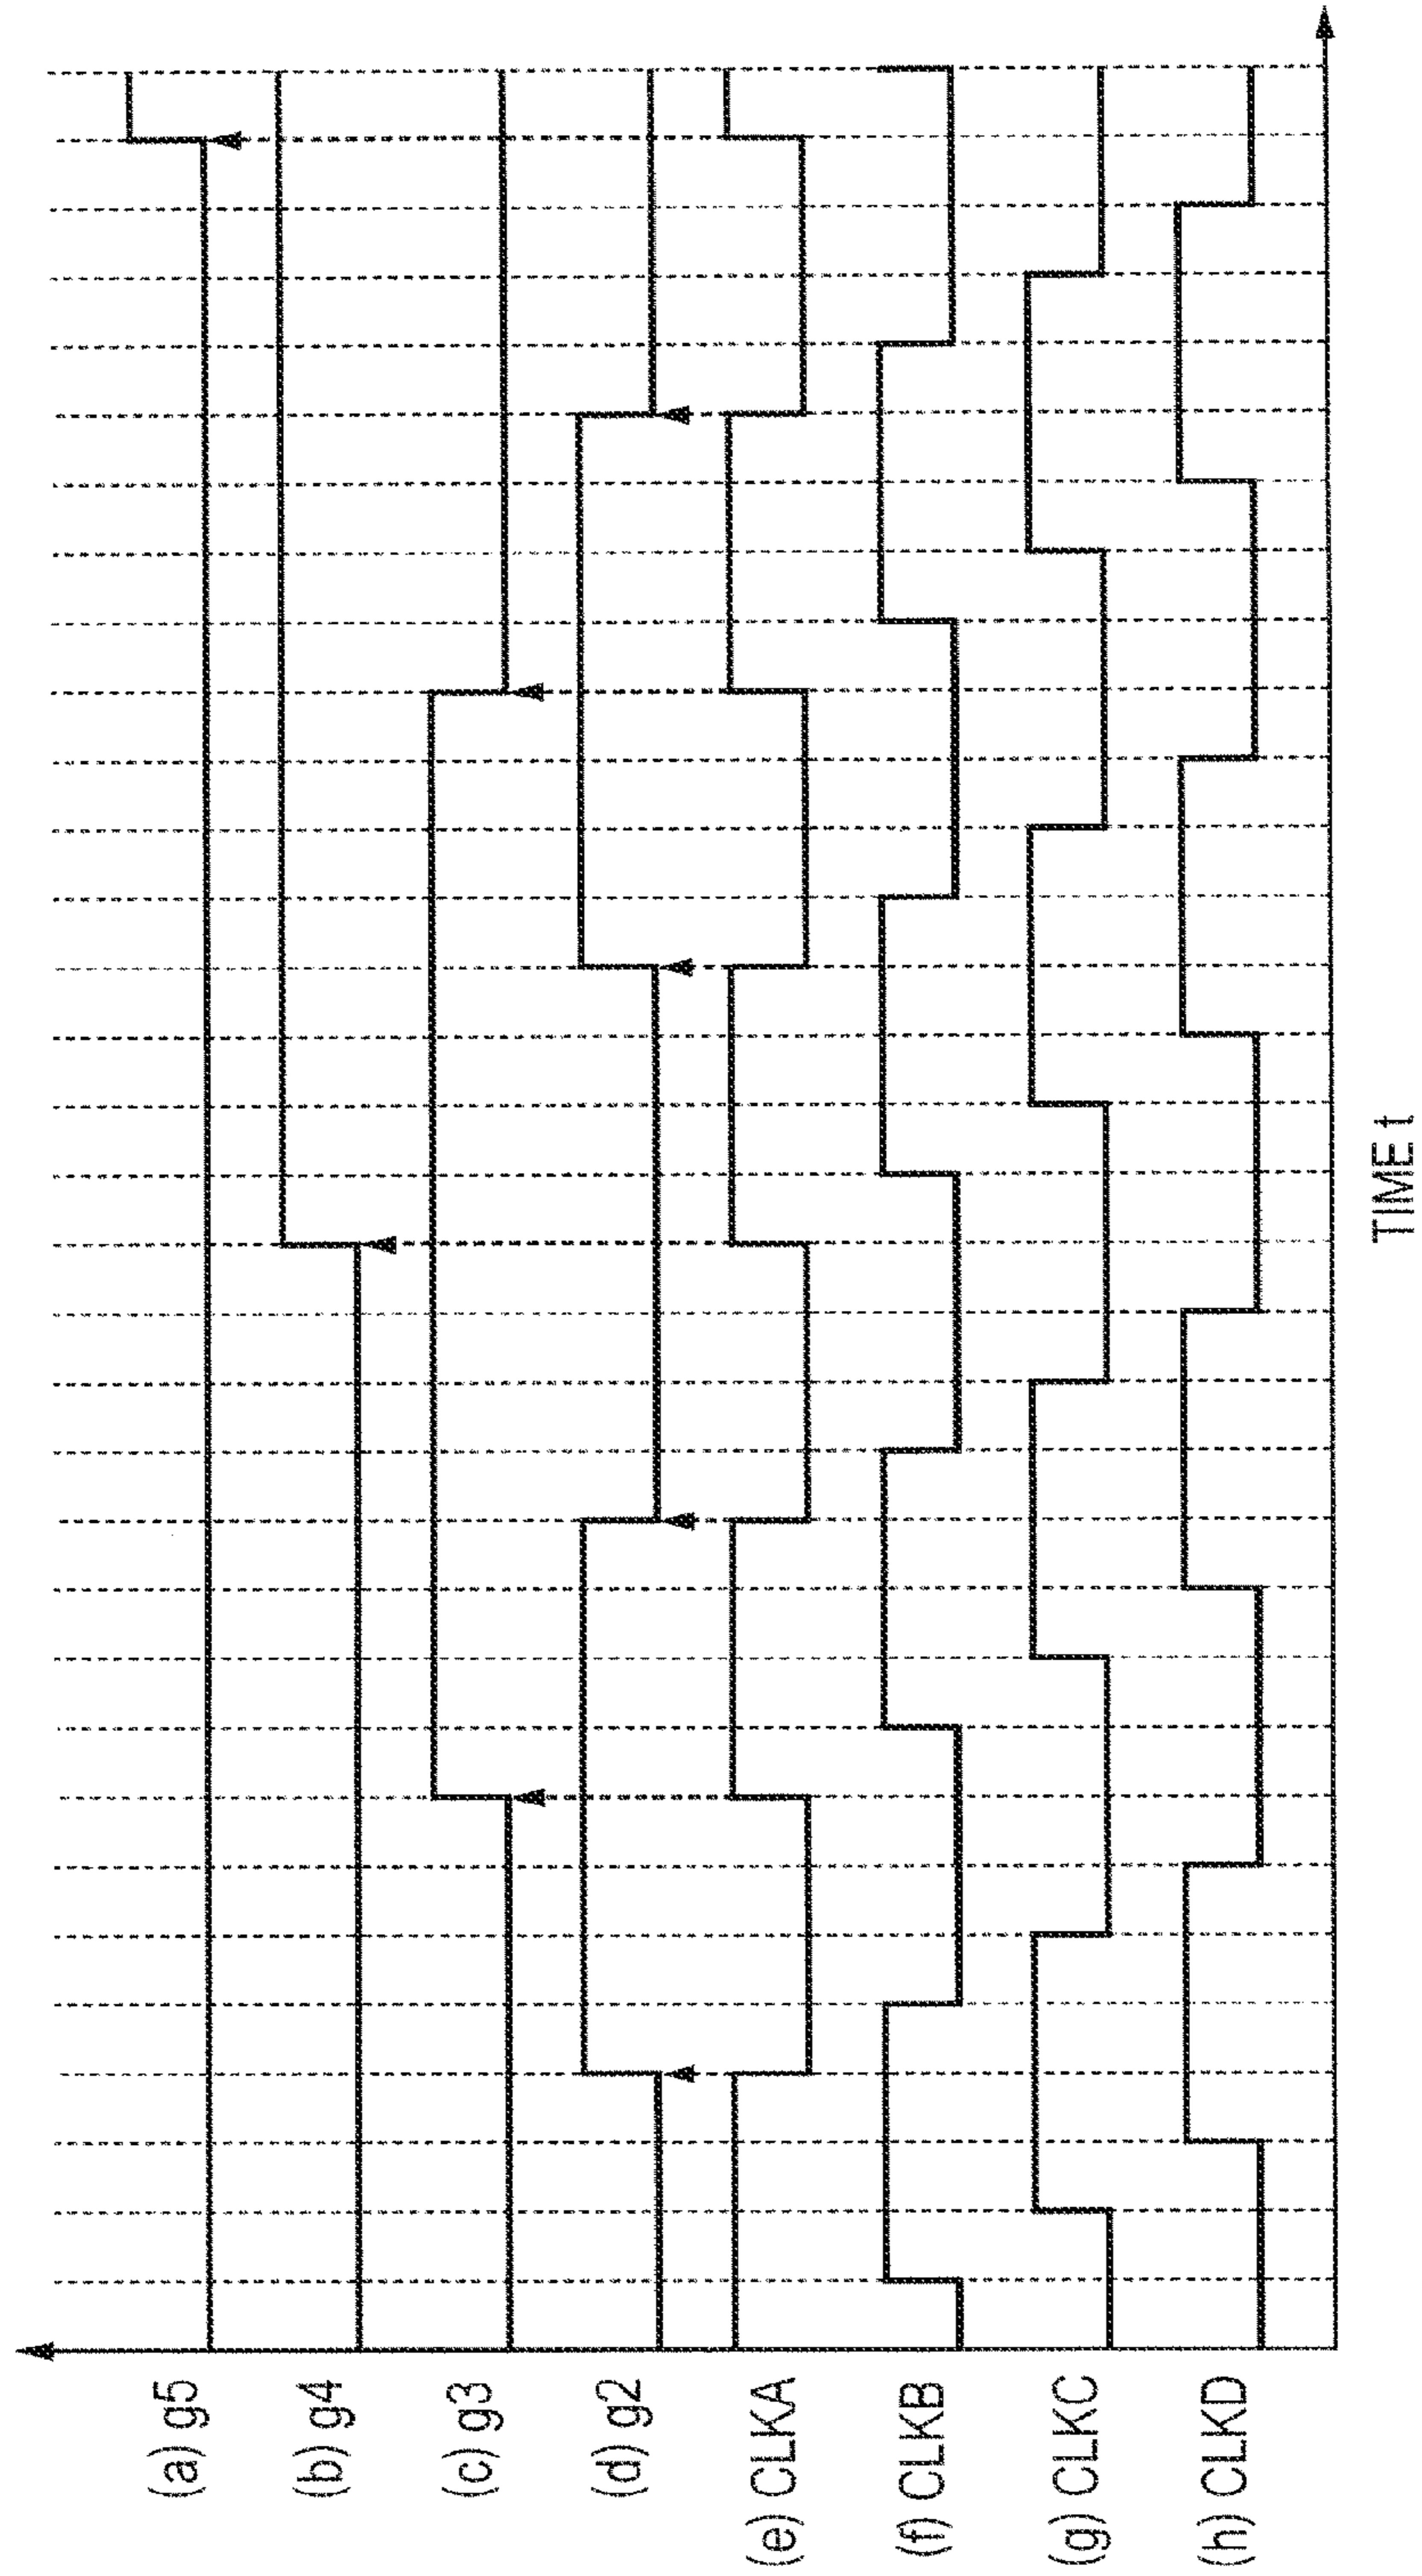 (a) g5
(b) g4
(c) g3
(d) g2
(e) CLKA
(f) CLKB
(g) CLKC
(h) CLKD
TIME t